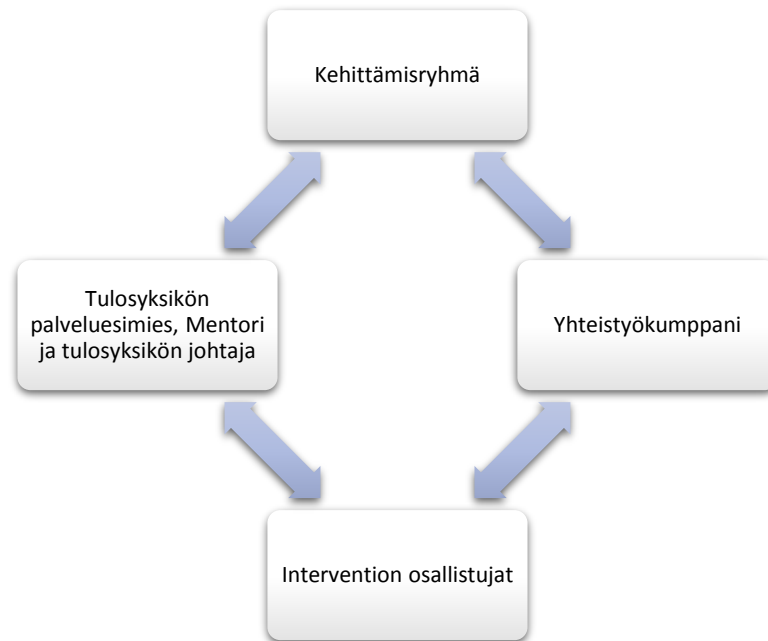 Kehittämisryhmä
Tulosyksikön
palveluesimies, Mentori
ja tulosyksikön johtaja
Yhteistyökumppani
Intervention osallistujat